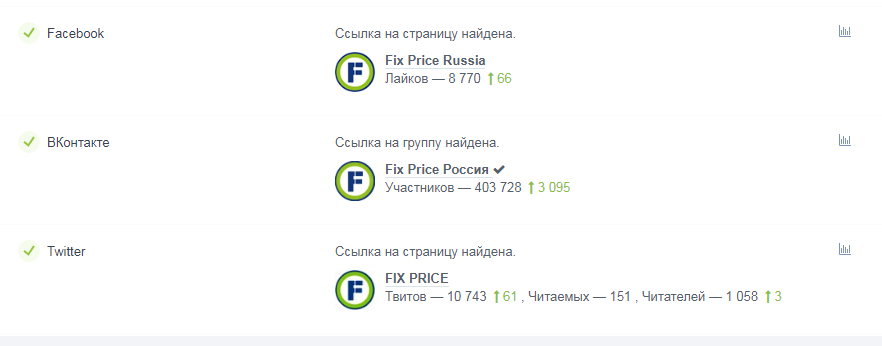 Facebook
Ссылка на страницу найдена.
Fix Price Russia
Лайков — 8 770 ↑ 66
ВКонтакте
Ссылка на группу найдена.
Fix Price Россия ✔
Участников — 403 728 ↑ 3 095
Twitter
Ссылка на страницу найдена.
FIX PRICE
Твитов — 10 743 ↑ 61 , Читаемых — 151 , Читателей — 1 058 ↑ 3